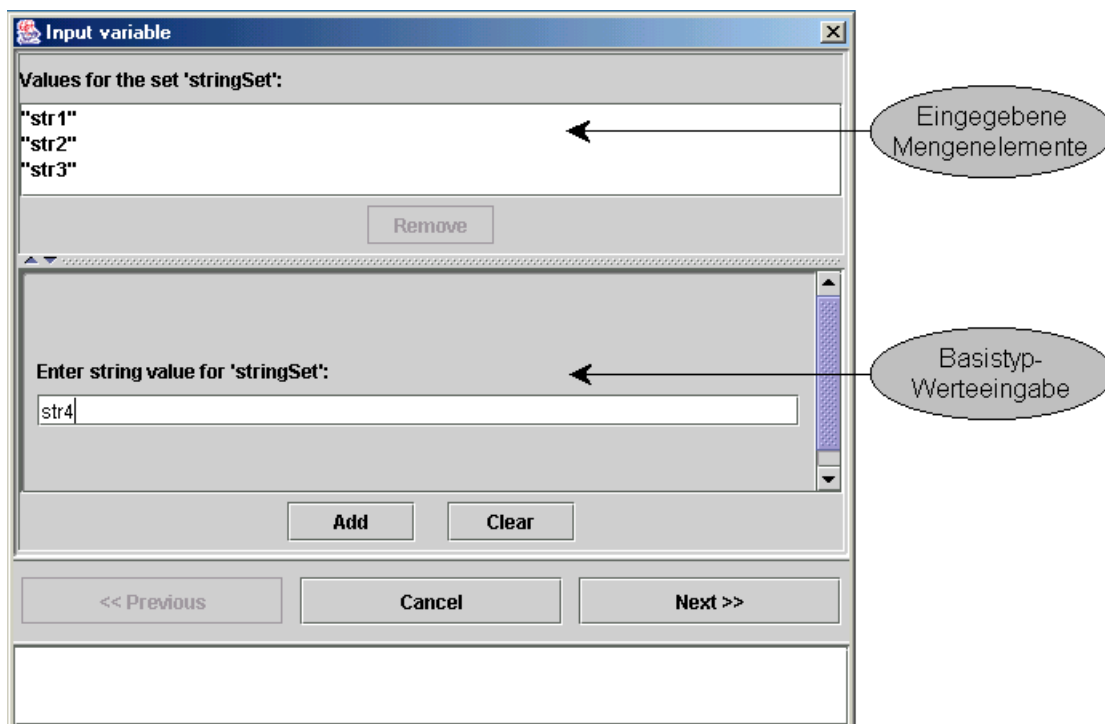 Input variable
Values for the set 'stringSet':
"str1"
"str2"
"str3"
Remove
Enter string value for 'stringSet':
str4
Add
Clear
<< Previous
Cancel
Next >>
Eingegebene
Mengenelemente
Basistyp-
Werteeingabe